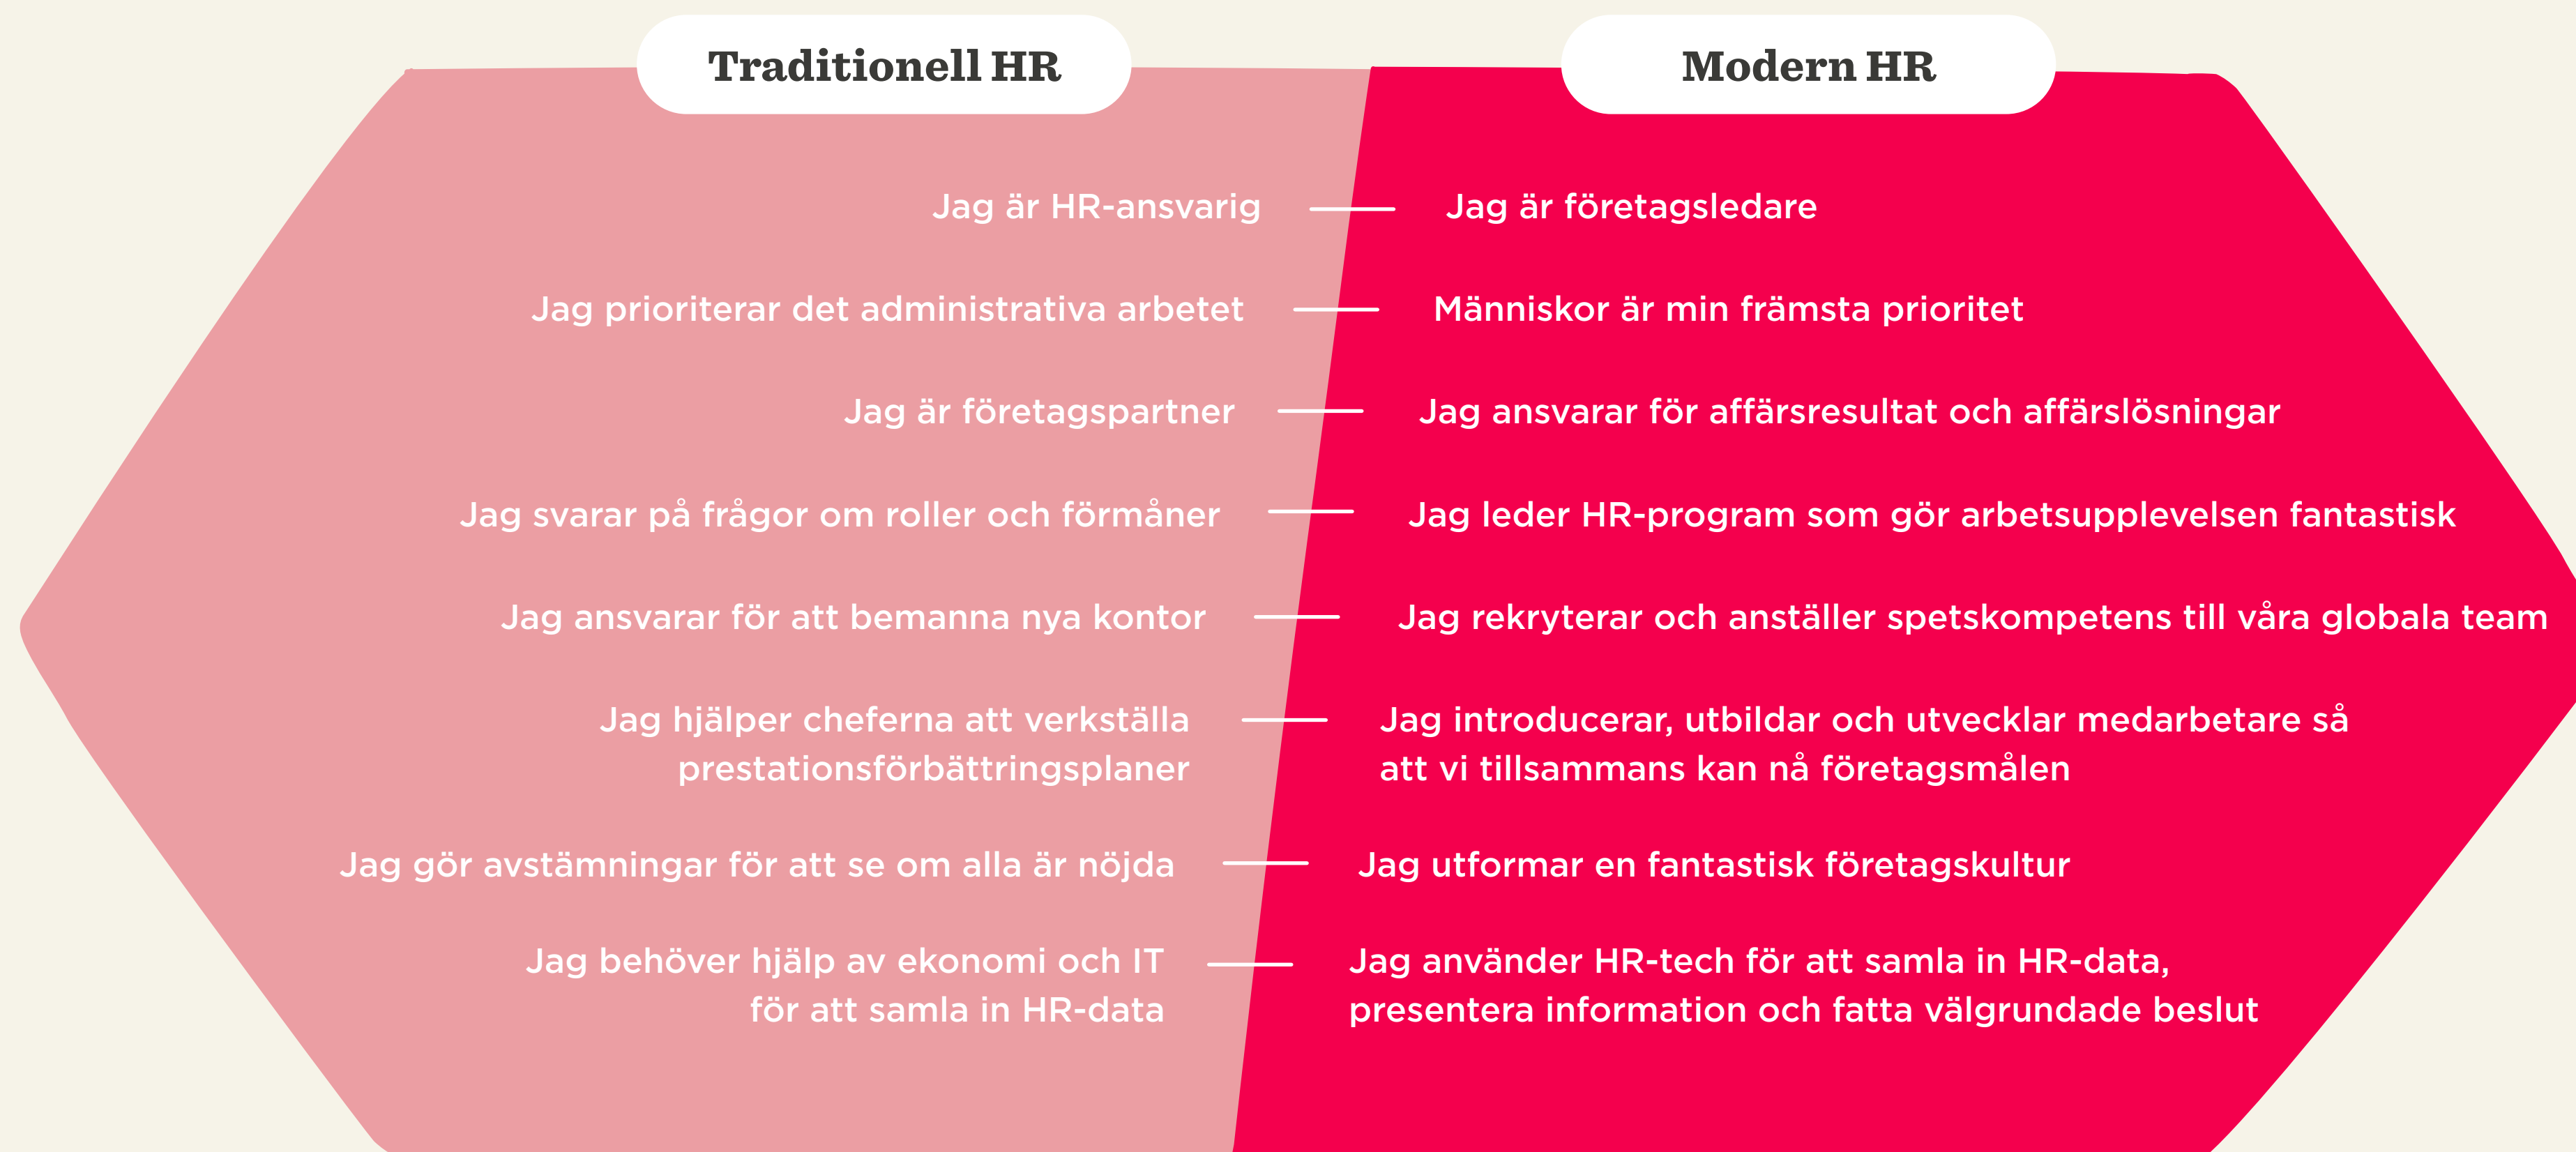 Traditionell HR
Modern HR
Jag är HR-ansvarig
Jag är företagsledare
Jag prioriterar det administrativa arbetet
Människor är min främsta prioritet
Jag är företagspartner
Jag ansvarar för affärsresultat och affärslösningar
Jag svarar på frågor om roller och förmåner
Jag leder HR-program som gör arbetsupplevelsen fantastisk
Jag ansvarar för att bemanna nya kontor
Jag rekryterar och anställer spetskompetens till våra globala team
Jag hjälper cheferna att verkställa
prestationsförbättringsplaner
Jag introducerar, utbildar och utvecklar medarbetare så
att vi tillsammans kan nå företagsmålen
Jag gör avstämningar för att se om alla är nöjda
Jag utformar en fantastisk företagskultur
Jag behöver hjälp av ekonomi och IT
för att samla in HR-data
Jag använder HR-tech för att samla in HR-data,
presentera information och fatta välgrundade beslut